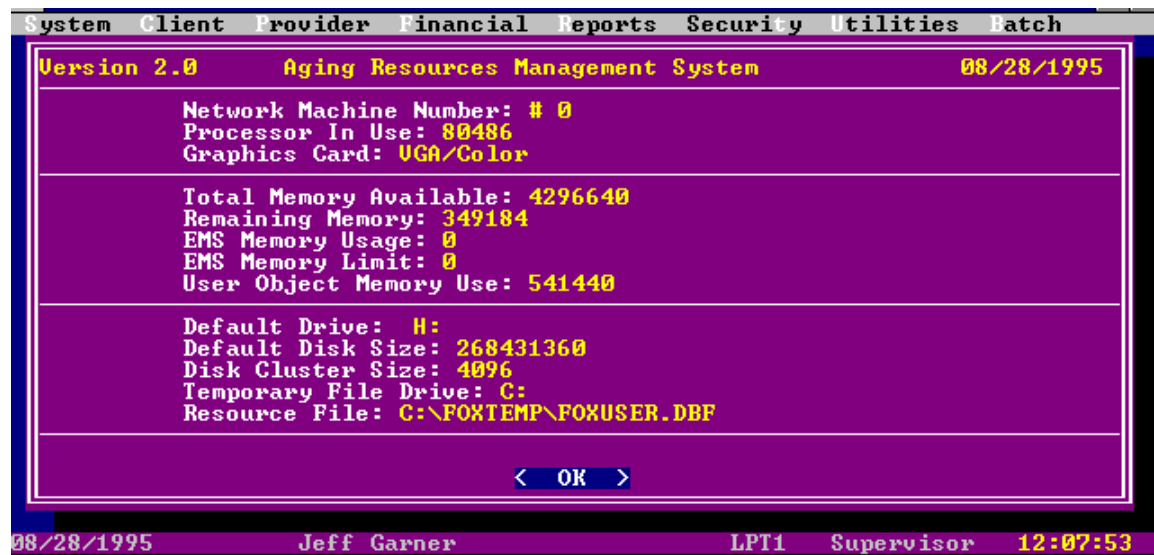 System Client Provider Financial Reports Security Utilities Batch
Version 2.0 Aging Resources Management System 08/28/1995
Network Machine Number: # 0
Processor In Use: 80486
Graphics Card: VGA/Color
Total Memory Available: 4296640
Remaining Memory: 349184
EMS Memory Usage: 0
EMS Memory Limit: 0
User Object Memory Use: 541440
Default Drive: H:
Default Disk Size: 268431360
Disk Cluster Size: 4096
Temporary File Drive: C:
Resource File: C:\FOXTEMP\FOXUSER.DBF
< OK >
08/28/1995 Jeff Garner LPT1 Supervisor 12:07:53